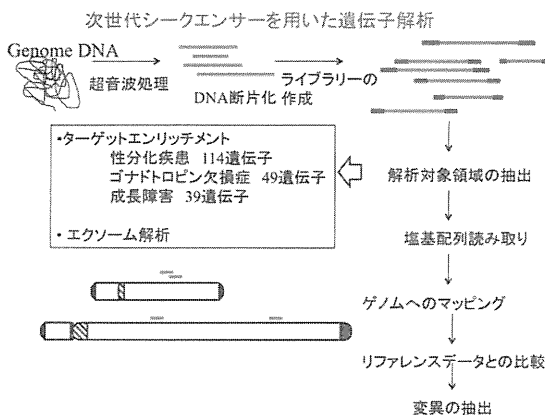 次世代シークエンサーを用いた遺伝子解析
Genome DNA
超音波処理
DNA断片化
ライブラリーの
作成
・ターゲットエンリッチメント
性分化疾患 114遺伝子
ゴナドトロピン欠損症 49遺伝子
成長障害 39遺伝子
・エクソーム解析
解析対象領域の抽出
塩基配列読み取り
ゲノムへのマッピング
リファレンスデータとの比較
変異の抽出